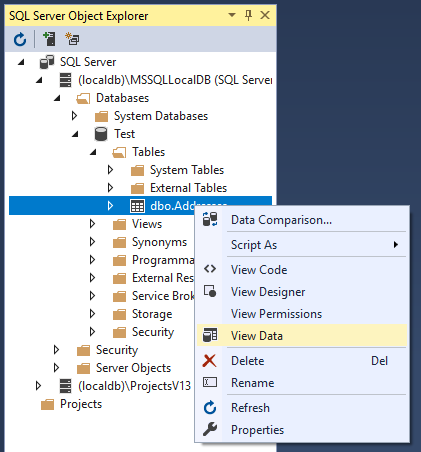 SQL Server Object Explorer
SQL Server
(localdb)\MSSQLLocalDB (SQL Server
Databases
System Databases
Test
Tables
System Tables
External Tables
dbo.Addresses
Views
Synonyms
Programma
External Res
Service Brok
Storage
Security
Security
Server Objects
(localdb)\ProjectsV13
Projects
Data Comparison...
Script As
View Code
View Designer
View Permissions
View Data
Delete Del
Rename
Refresh
Properties